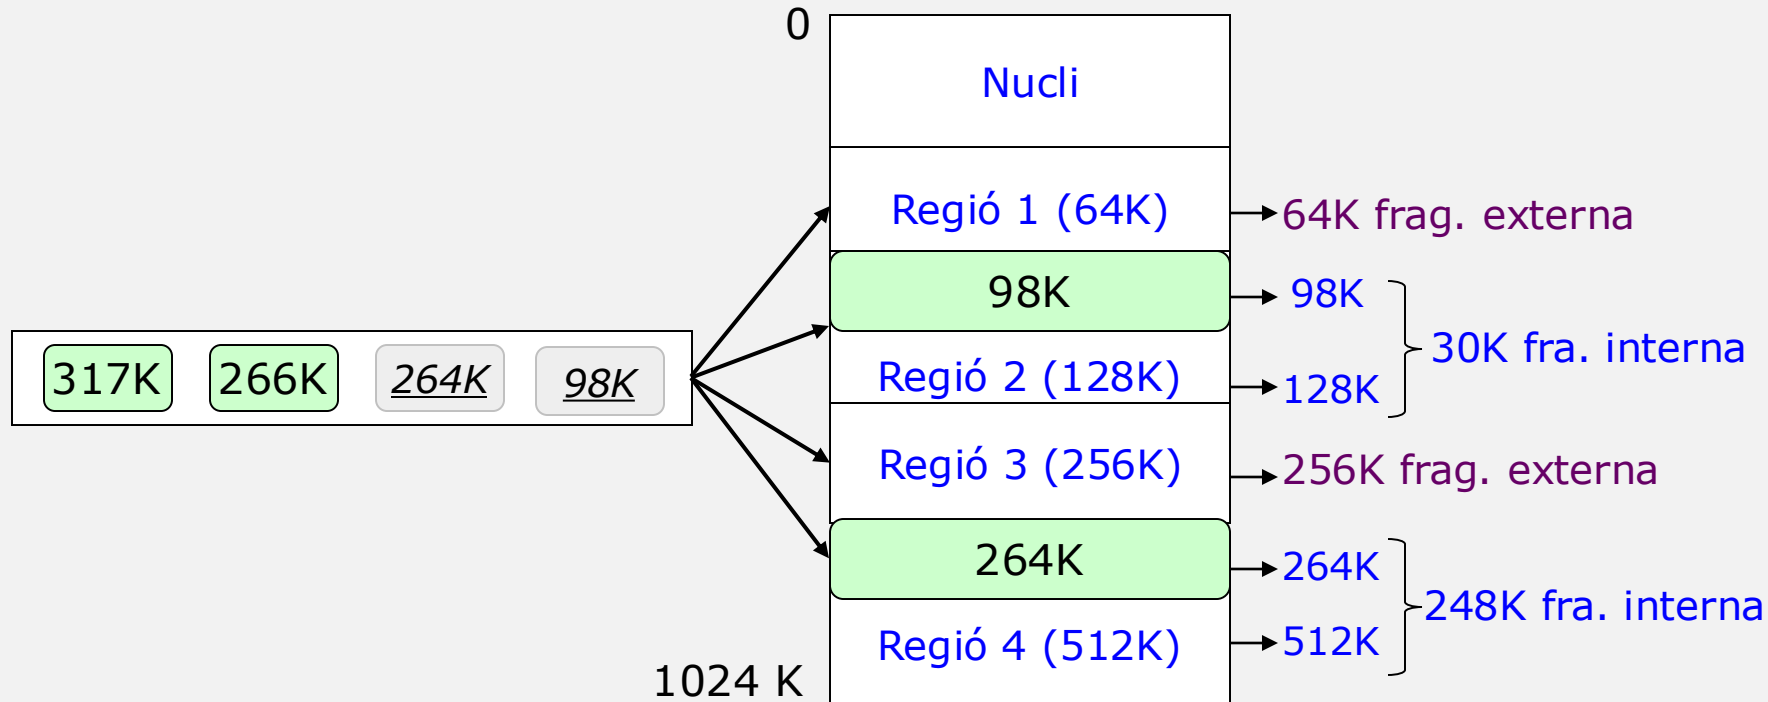 0
Nucli
Regió 1 (64K)
64K frag. externa
98K
98K
30K fra. interna
317K 266K 264K 98K
Regió 2 (128K)
128K
Regió 3 (256K)
256K frag. externa
264K
264K
248K fra. interna
Regió 4 (512K)
512K
1024 K